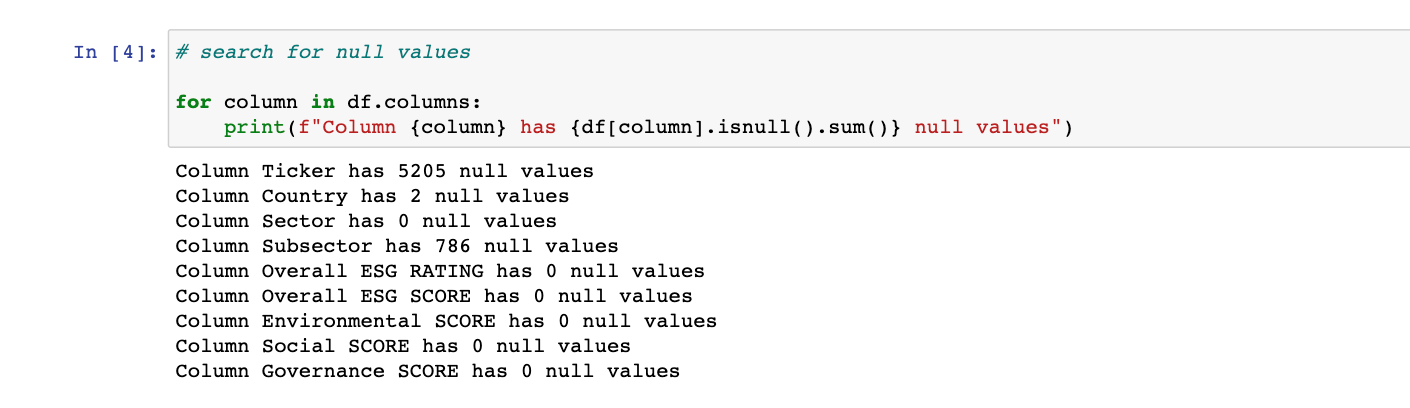 In [4]: # search for null values
for column in df.columns:
    print(f"Column {column} has {df[column].isnull().sum()} null values")
Column Ticker has 5205 null values
Column Country has 2 null values
Column Sector has 0 null values
Column Subsector has 786 null values
Column Overall ESG RATING has 0 null values
Column Overall ESG SCORE has 0 null values
Column Environmental SCORE has 0 null values
Column Social SCORE has 0 null values
Column Governance SCORE has 0 null values